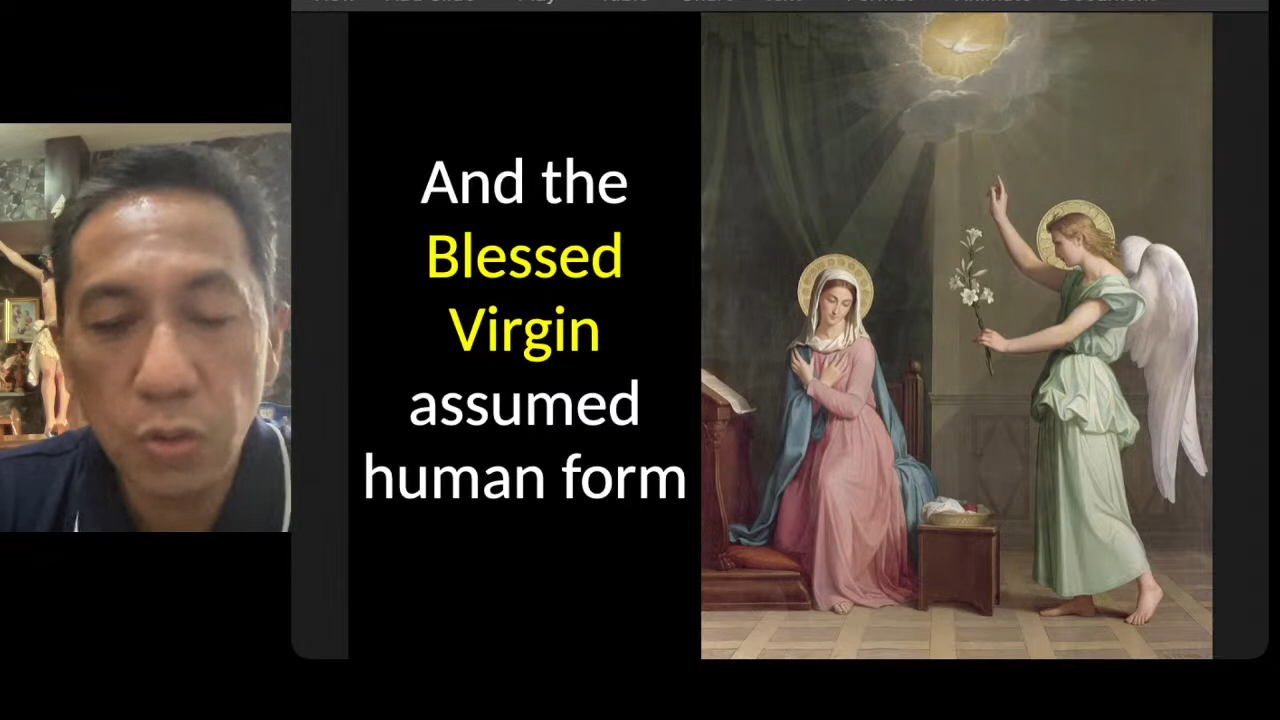 And the
Blessed
Virgin
assumed
human form